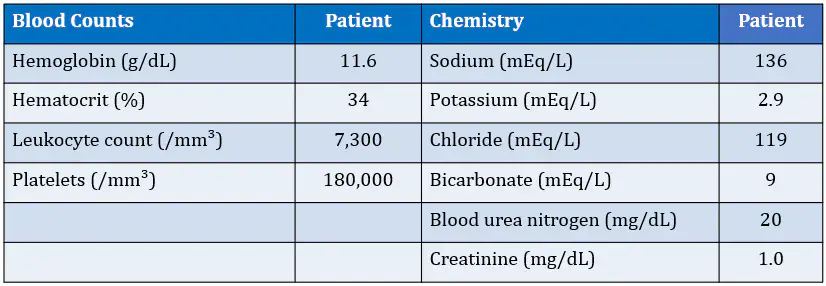 Blood Counts Patient Chemistry Patient
Hemoglobin (g/dL) 11.6 Sodium (mEq/L) 136
Hematocrit (%) 34 Potassium (mEq/L) 2.9
Leukocyte count (/mm³) 7,300 Chloride (mEq/L) 119
Platelets (/mm³) 180,000 Bicarbonate (mEq/L) 9
Blood urea nitrogen (mg/dL) 20
Creatinine (mg/dL) 1.0